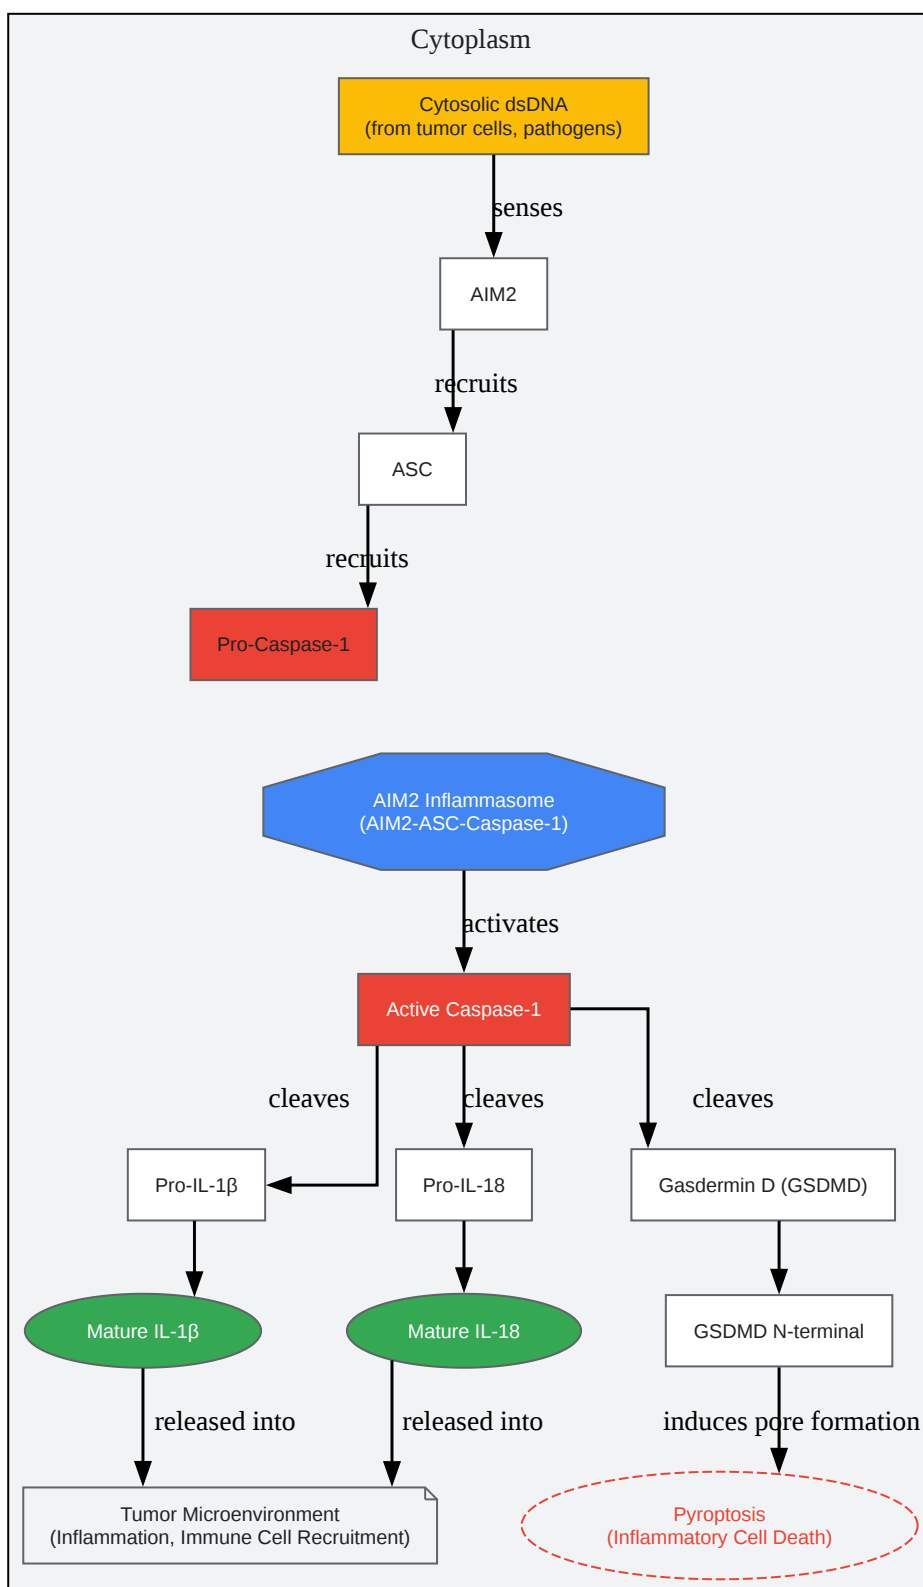 Cytoplasm
Cytosolic dsDNA
(from tumor cells, pathogens)
senses
AIM2
recruits
ASC
recruits
Pro-Caspase-1
AIM2 Inflammasome
(AIM2-ASC-Caspase-1)
activates
Active Caspase-1
cleaves
cleaves
cleaves
Pro-IL-1β
Pro-IL-18
Gasdermin D (GSDMD)
Mature IL-1β
Mature IL-18
GSDMD N-terminal
released into
released into
induces pore formation
Tumor Microenvironment
(Inflammation, Immune Cell Recruitment)
Pyroptosis
(Inflammatory Cell Death)